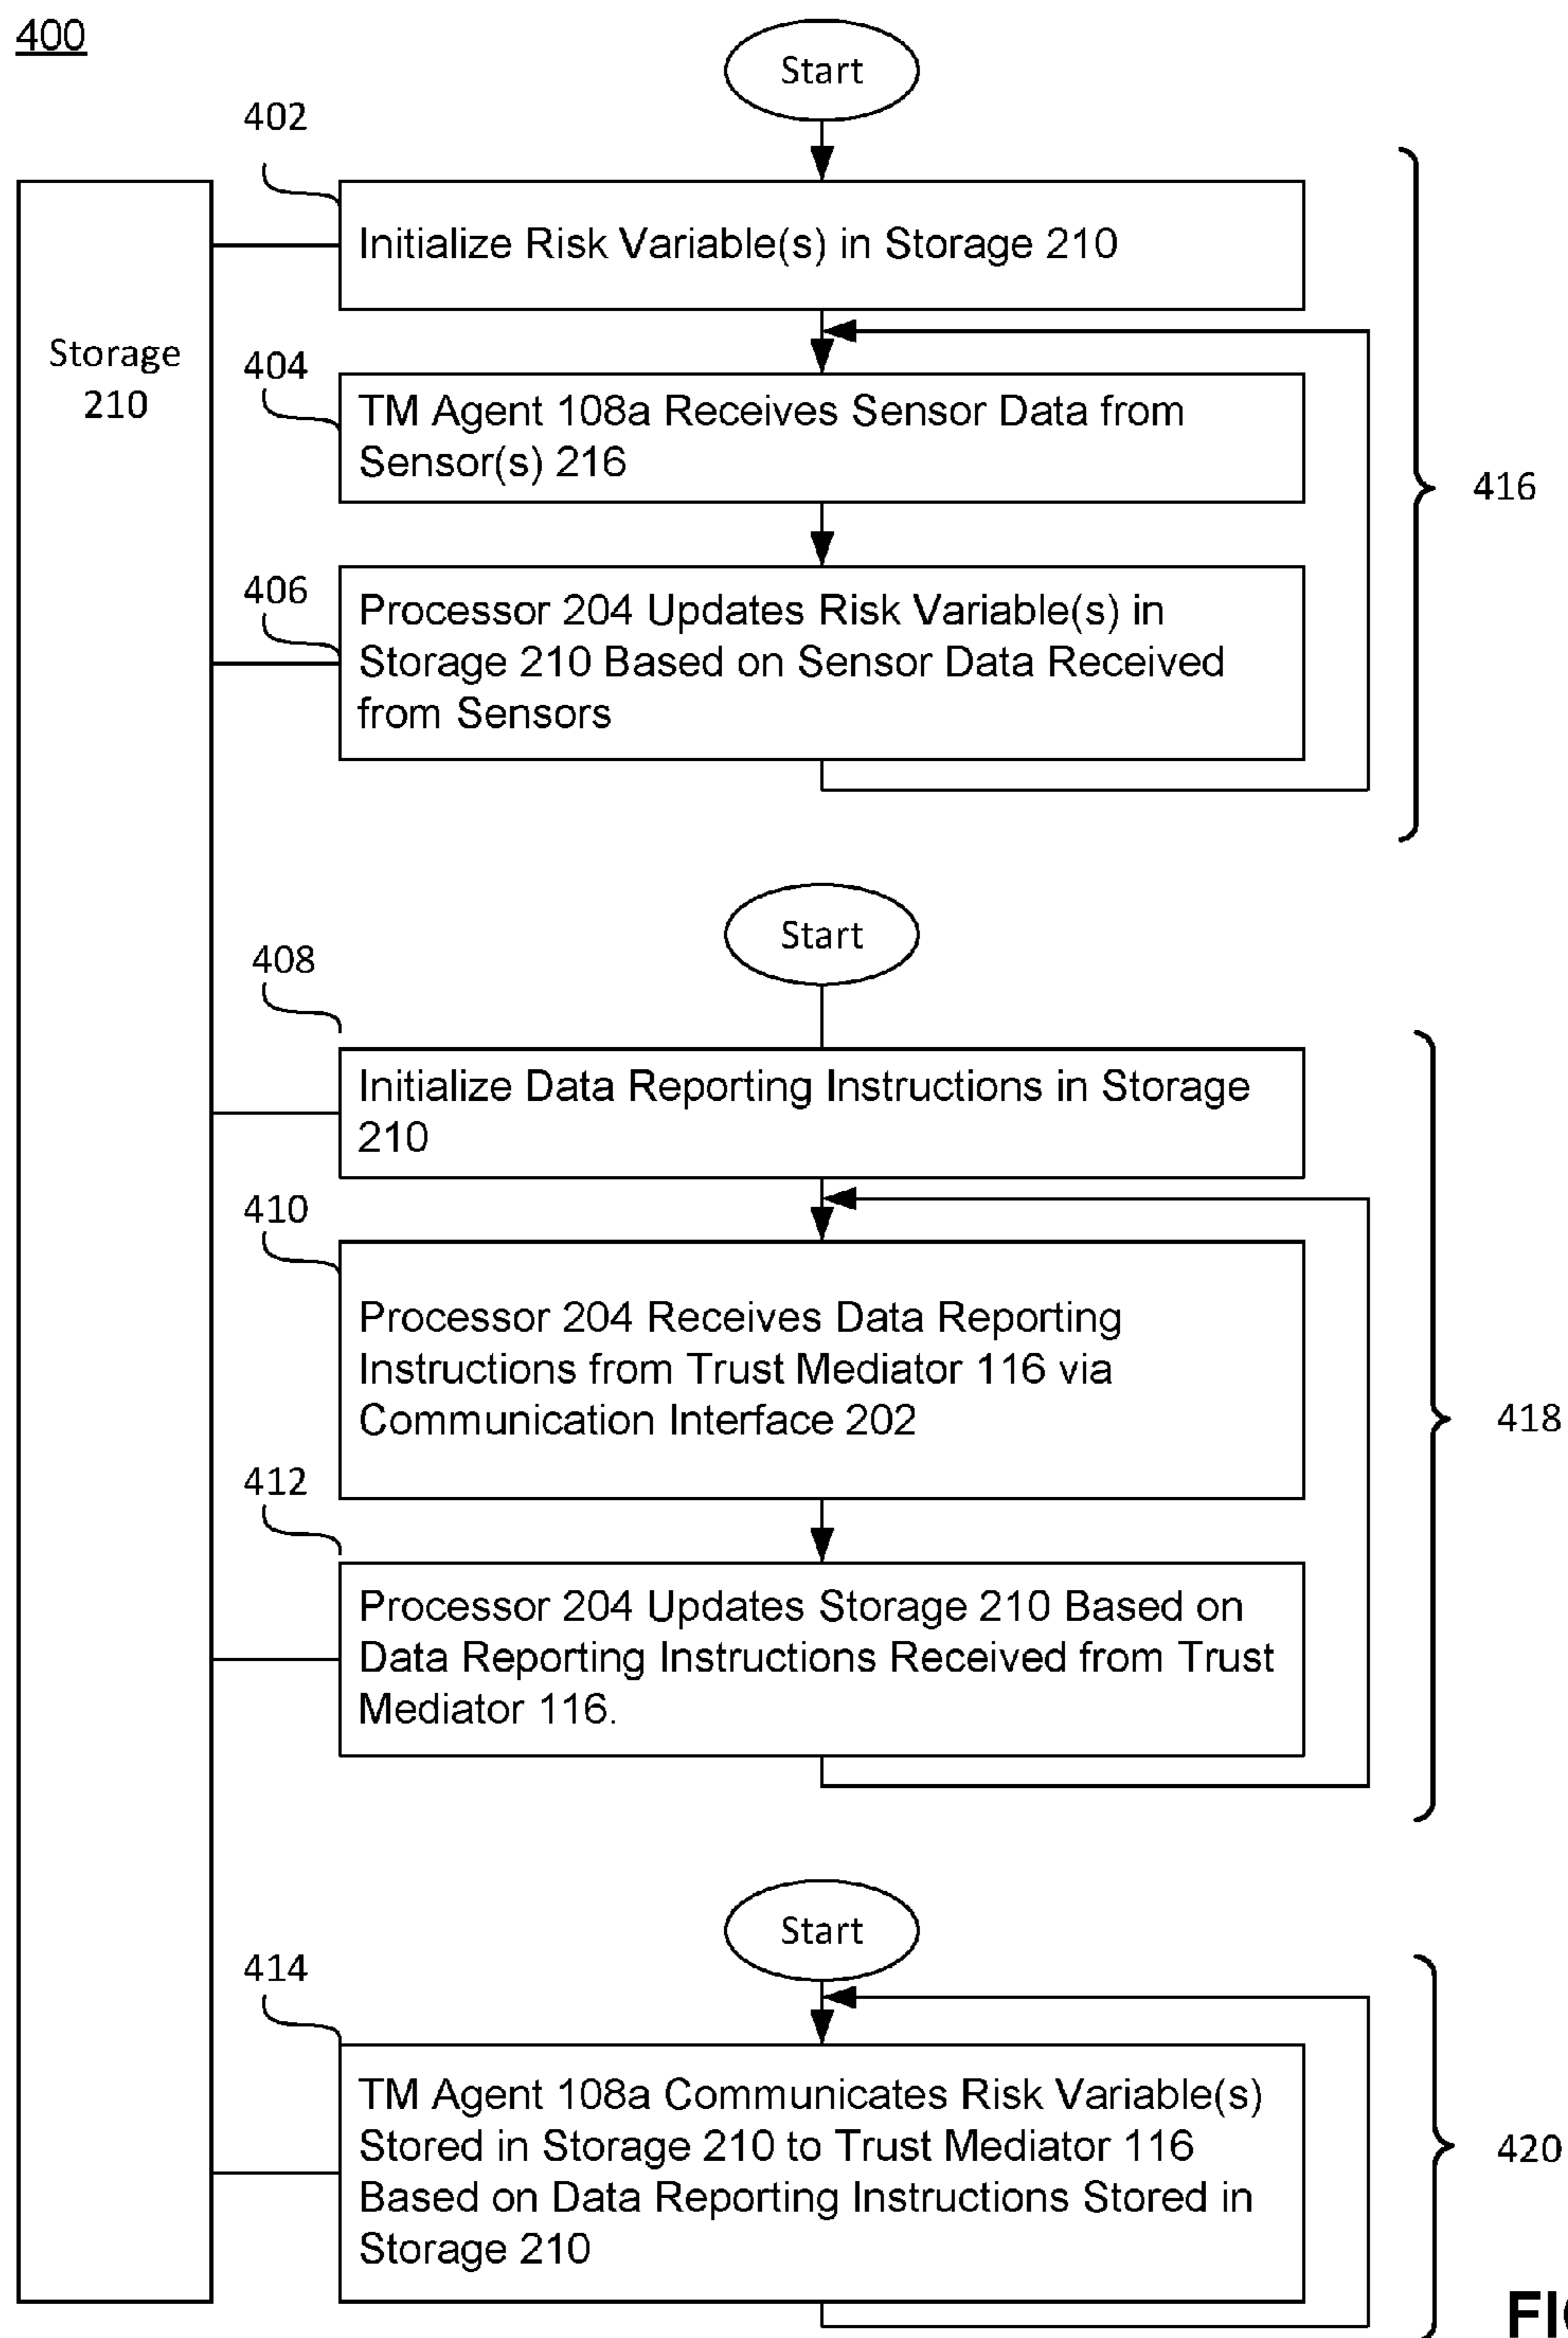 400
Start
402
Initialize Risk Variable(s) in Storage 210
Storage
210
404
TM Agent 108a Receives Sensor Data from
Sensor(s) 216
416
406
Processor 204 Updates Risk Variable(s) in
Storage 210 Based on Sensor Data Received
from Sensors
Start
408
Initialize Data Reporting Instructions in Storage
210
410
Processor 204 Receives Data Reporting
Instructions from Trust Mediator 116 via
Communication Interface 202
418
412
Processor 204 Updates Storage 210 Based on
Data Reporting Instructions Received from Trust
Mediator 116.
Start
414
TM Agent 108a Communicates Risk Variable(s)
Stored in Storage 210 to Trust Mediator 116
Based on Data Reporting Instructions Stored in
Storage 210
420